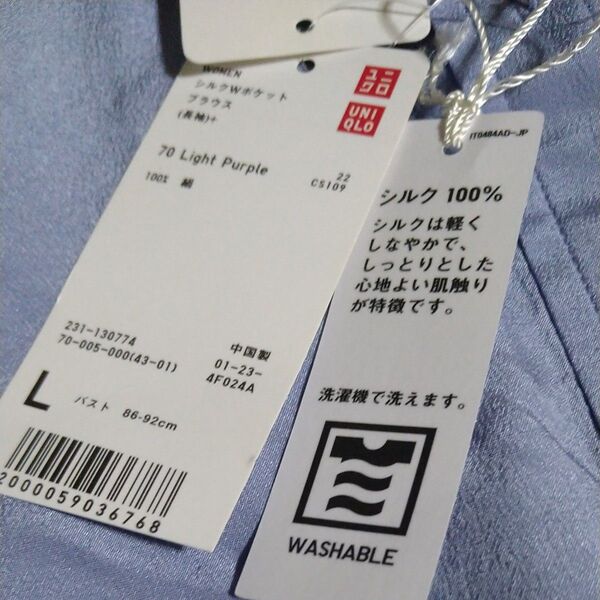 WOMEN
シルクWポケット
ブラウス
(長袖)+
ユニ
クロ
UNI
QLO
70 Light Purple
22
100% 絹
CS109
231-130774
70-005-000(43-01)
中国製
01-23-
4F024A
L バスト 86-92cm
2000059036768
IT0484AD-JP
シルク 100%
シルクは軽く
しなやかで、
しっとりとした
心地よい肌触り
が特徴です。
洗濯機で洗えます。
WASHABLE